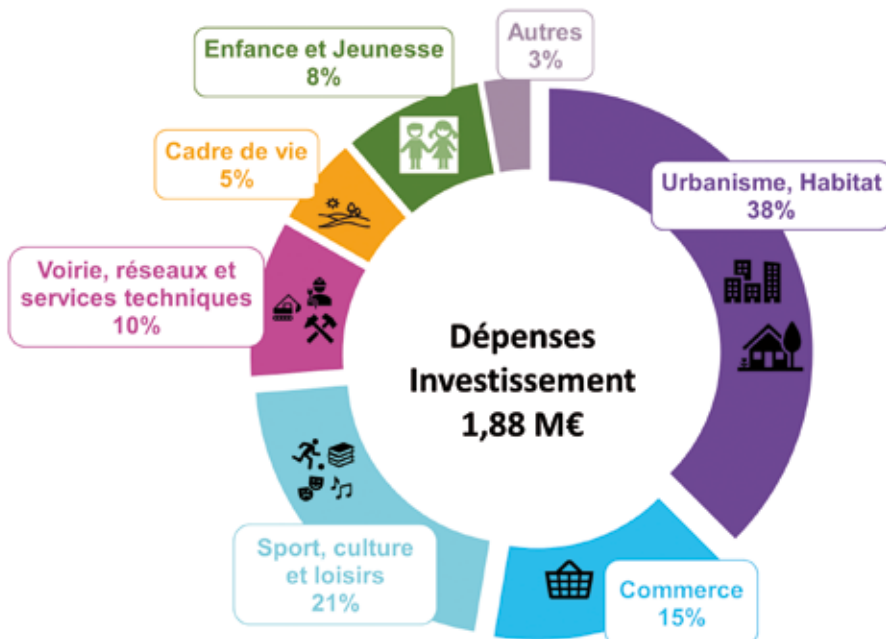 Enfance et Jeunesse
8%
Autres
3%
Cadre de vie
5%
Urbanisme, Habitat
38%
Voirie, réseaux et
services techniques
10%
Dépenses
Investissement
1,88 M€
Sport, culture
et loisirs
21%
Commerce
15%